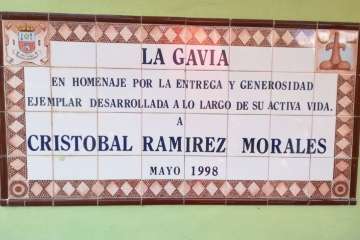 LA GAVIA
EN HOMENAJE POR LA ENTREGA Y GENEROSIDAD
EJEMPLAR DESARROLLADA A LO LARGO DE SU ACTIVA VIDA.
A
CRISTOBAL RAMIREZ MORALES
MAYO 1998